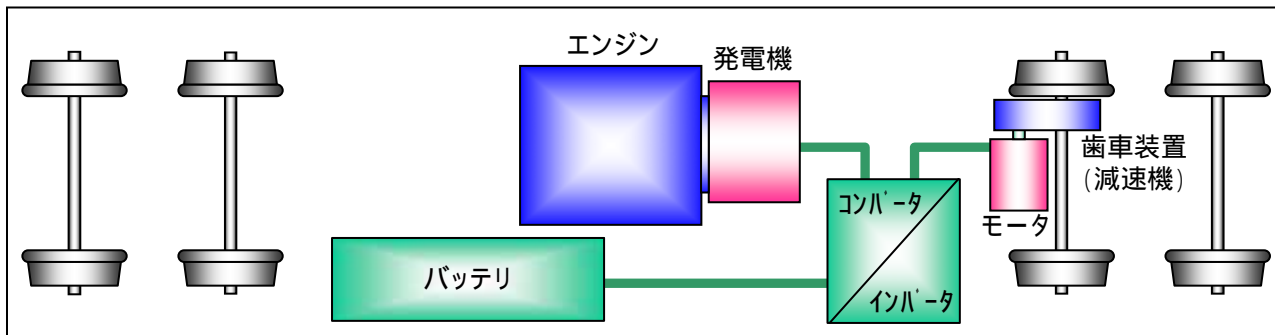 エンジン
発電機
歯車装置
(減速機)
モータ
コンバータ
インバータ
バッテリ